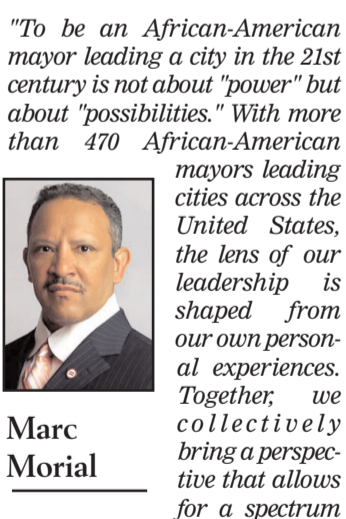 "To be an African-American
mayor leading a city in the 21st
century is not about "power" but
about "possibilities." With more
than 470 African-American
mayors leading
cities across the
United States,
the lens of our
leadership is
shaped from
our own person-
al experiences.
Together, we
collectively
bring a perspec-
tive that allows
for a spectrum
Marc
Morial